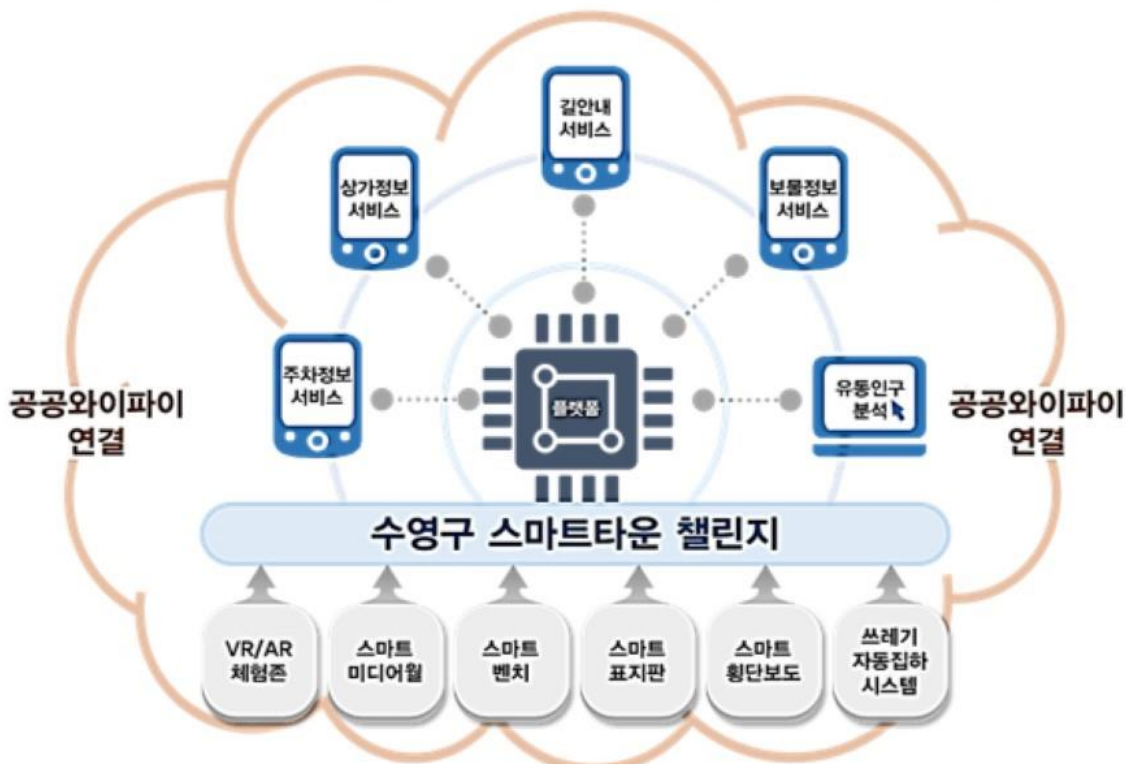 길안내
서비스
상가정보
서비스
보물정보
서비스
주차정보
서비스
플랫폼
유동인구
분석
공공와이파이
연결
공공와이파이
연결
수영구 스마트타운 챌린지
VR/AR
체험존
스마트
미디어월
스마트
벤치
스마트
표지판
스마트
횡단보도
쓰레기
자동집하
시스템